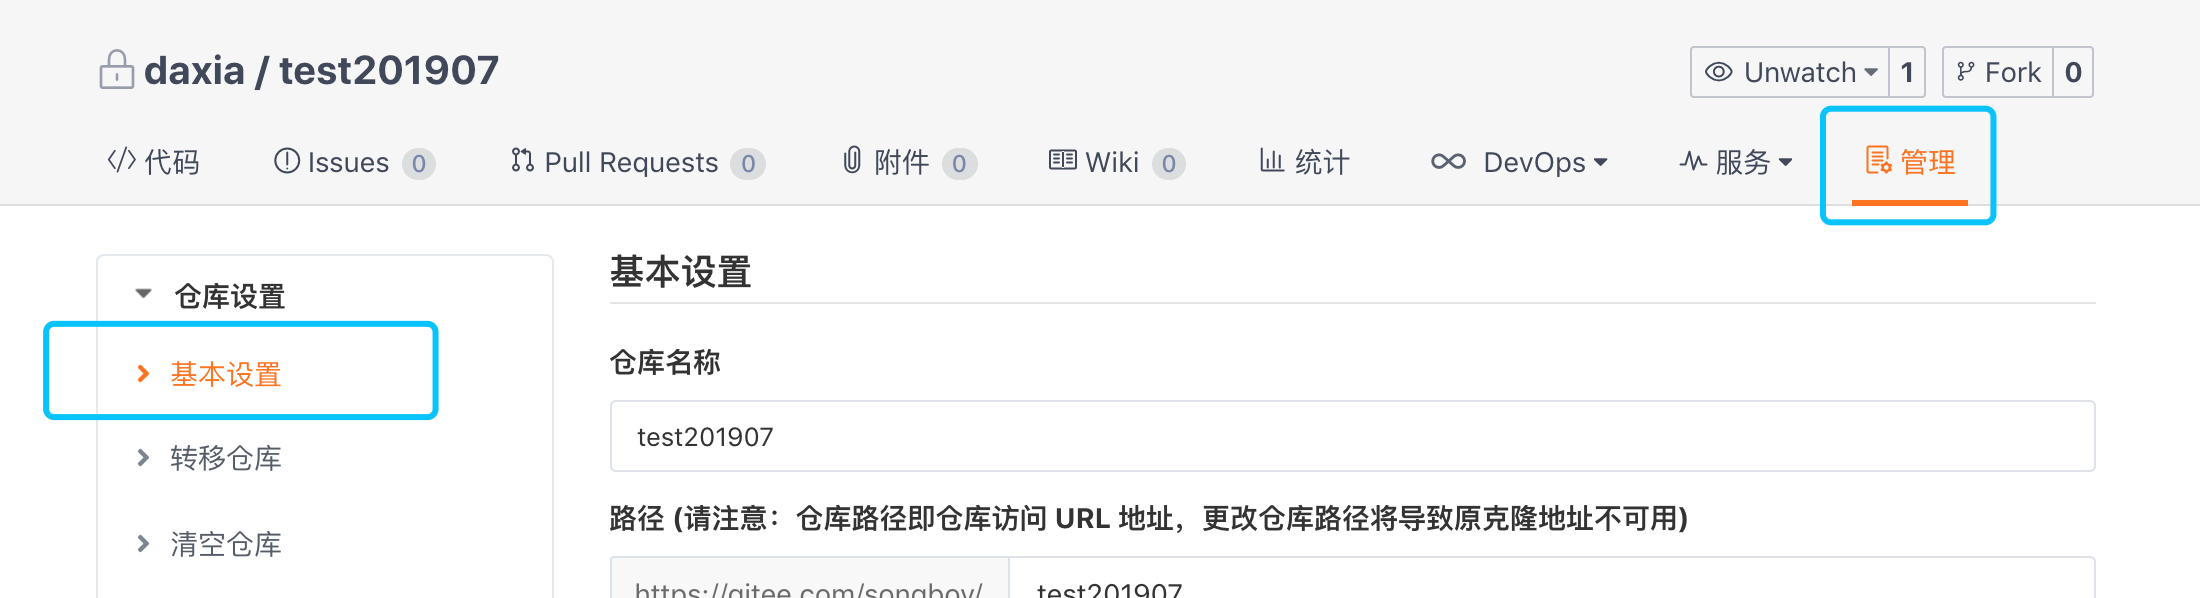 daxia / test201907
Unwatch 1 Fork 0
代码 Issues 0 Pull Requests 0 附件 0 Wiki 0 统计 DevOps 服务 管理
仓库设置
基本设置
转移仓库
清空仓库
基本设置
仓库名称
test201907
路径 (请注意：仓库路径即仓库访问 URL 地址，更改仓库路径将导致原克隆地址不可用)
https://gitee.com/songboy/ test201907